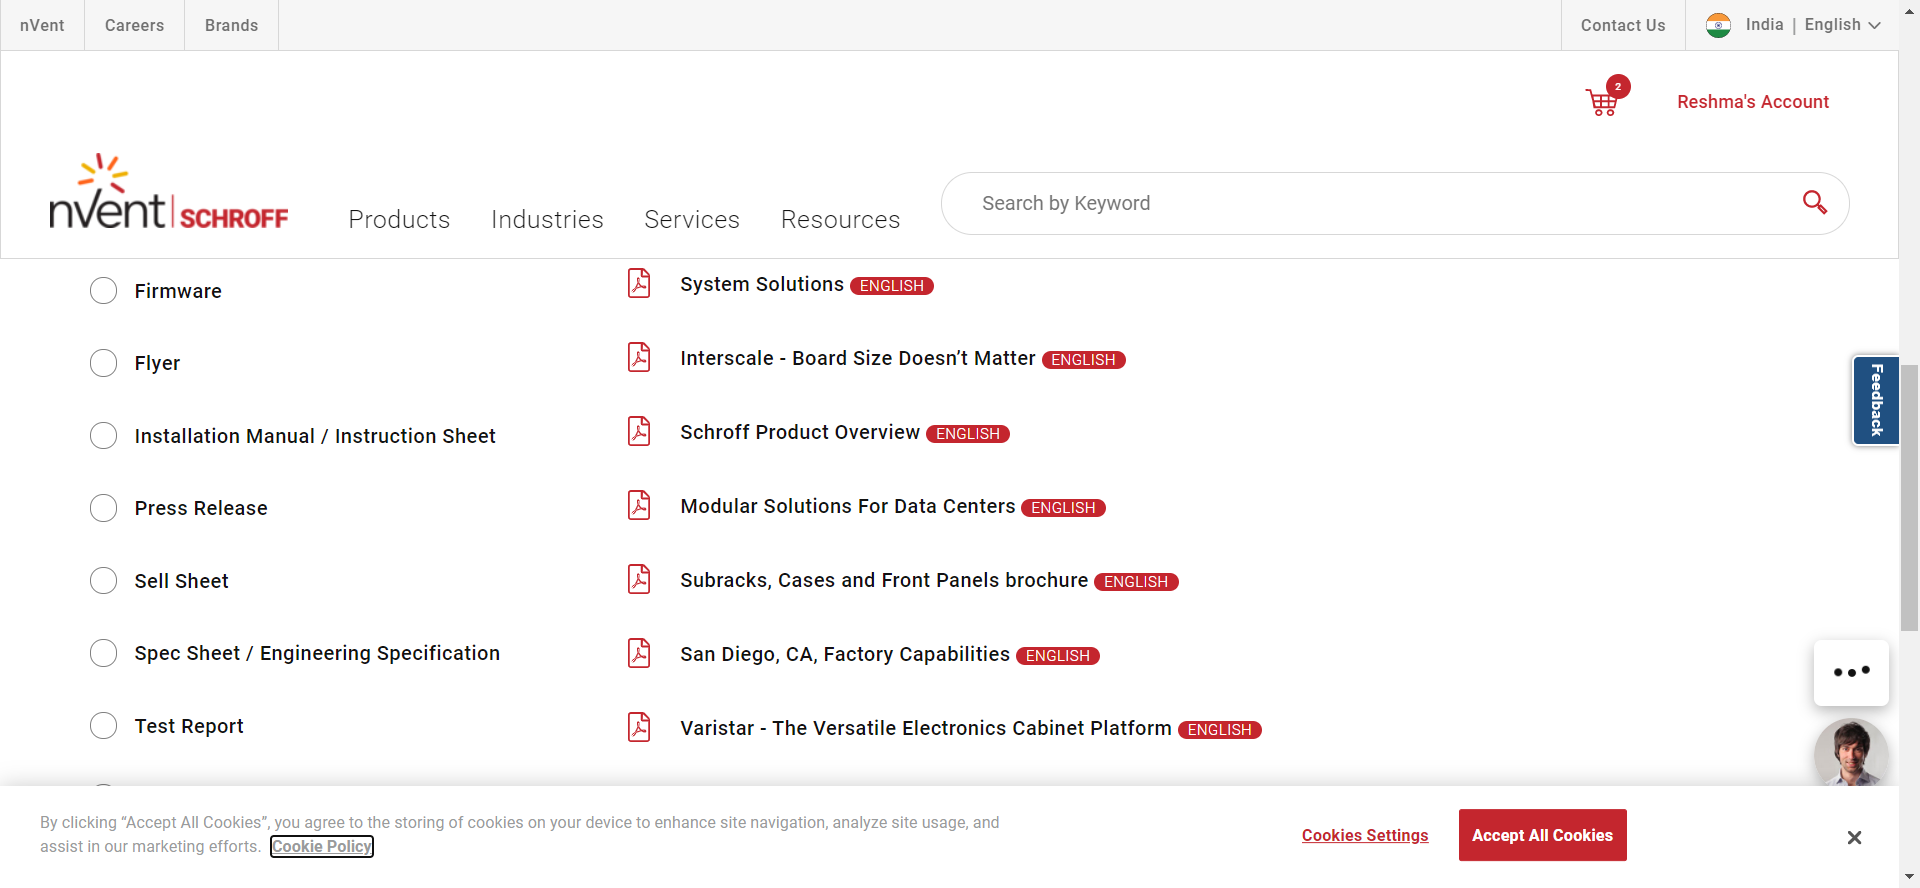 nVent
Careers
Brands
Contact Us
India | English
2
Reshma's Account
nVent | SCHROFF
Products
Industries
Services
Resources
Search by Keyword
Firmware
Flyer
Installation Manual / Instruction Sheet
Press Release
Sell Sheet
Spec Sheet / Engineering Specification
Test Report
System Solutions ENGLISH
Interscale - Board Size Doesn’t Matter ENGLISH
Schroff Product Overview ENGLISH
Modular Solutions For Data Centers ENGLISH
Subracks, Cases and Front Panels brochure ENGLISH
San Diego, CA, Factory Capabilities ENGLISH
Varistar - The Versatile Electronics Cabinet Platform ENGLISH
Feedback
By clicking “Accept All Cookies”, you agree to the storing of cookies on your device to enhance site navigation, analyze site usage, and
assist in our marketing efforts. Cookie Policy
Cookies Settings
Accept All Cookies